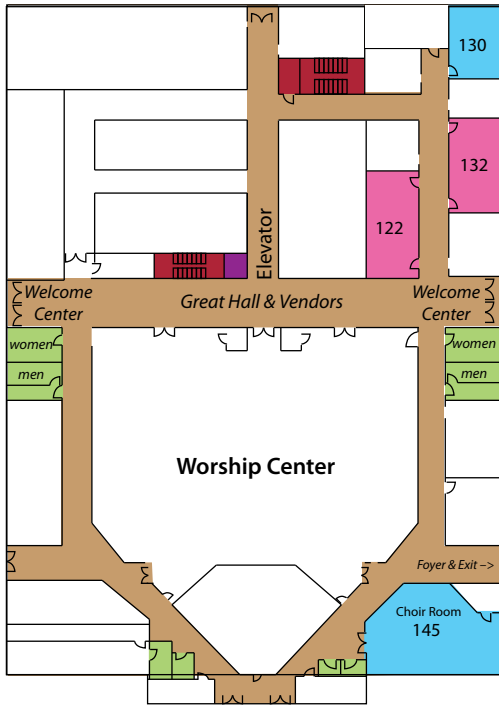 130
132
122
Elevator
Welcome
Center
Great Hall & Vendors
Welcome
Center
women
men
women
men
Worship Center
Foyer & Exit –>
Choir Room
145